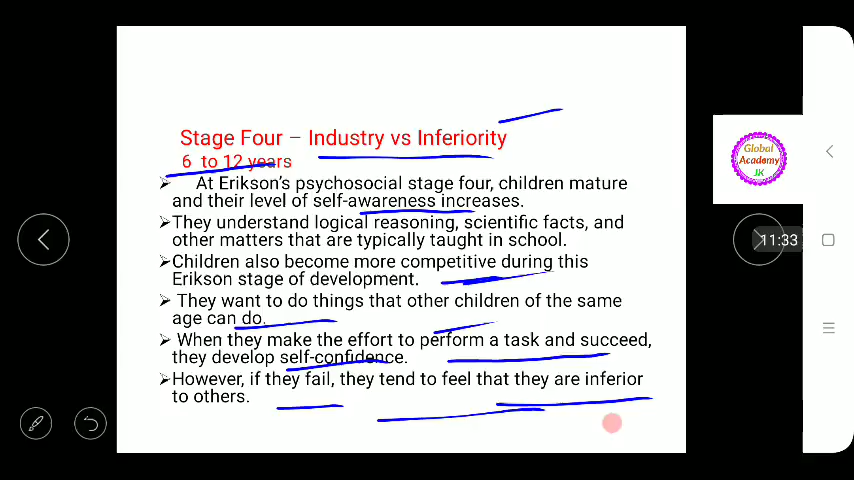 Stage Four – Industry vs Inferiority
6 to 12 years
➢ At Erikson's psychosocial stage four, children mature
and their level of self-awareness increases.
➢They understand logical reasoning, scientific facts, and
other matters that are typically taught in school.
➢Children also become more competitive during this
Erikson stage of development.
➢ They want to do things that other children of the same
age can do.
➢ When they make the effort to perform a task and succeed,
they develop self-confidence.
➢However, if they fail, they tend to feel that they are inferior
to others.
Global
Academy
JK
11:33